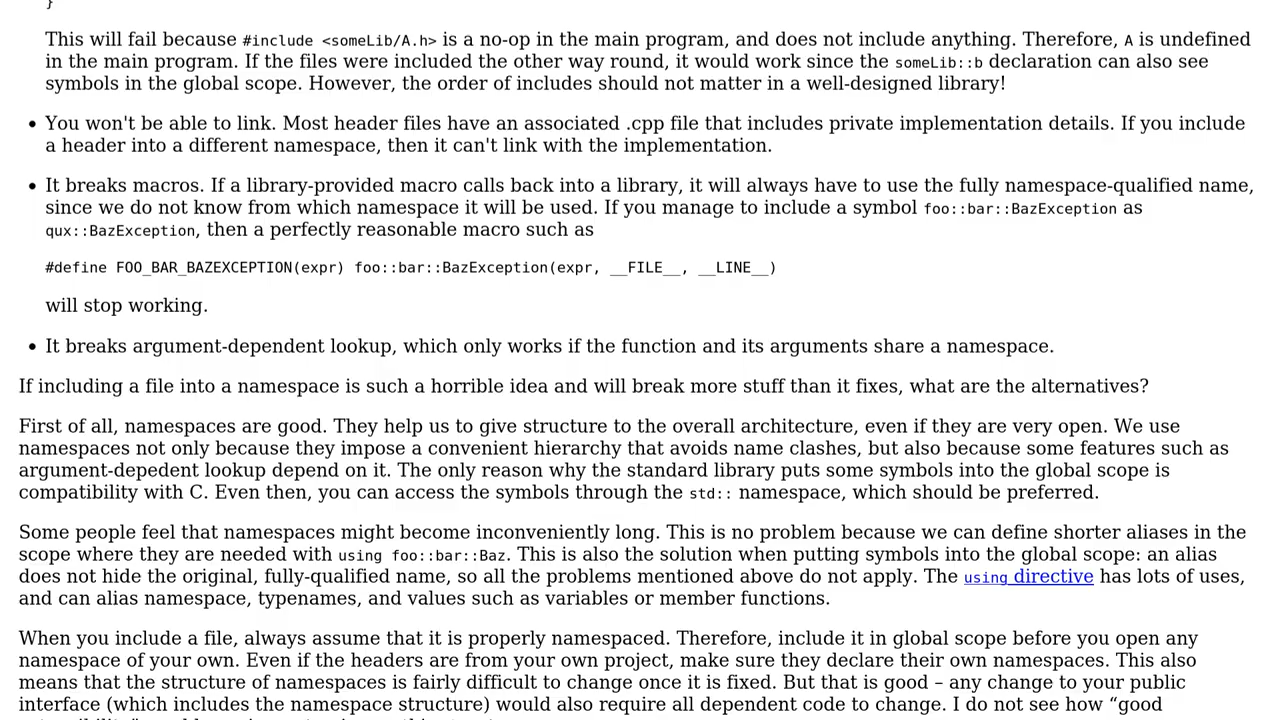 }
This will fail because #include <someLib/A.h> is a no-op in the main program, and does not include anything. Therefore, A is undefined
in the main program. If the files were included the other way round, it would work since the someLib::b declaration can also see
symbols in the global scope. However, the order of includes should not matter in a well-designed library!
• You won't be able to link. Most header files have an associated .cpp file that includes private implementation details. If you include
a header into a different namespace, then it can't link with the implementation.
• It breaks macros. If a library-provided macro calls back into a library, it will always have to use the fully namespace-qualified name,
since we do not know from which namespace it will be used. If you manage to include a symbol foo::bar::BazException as
qux::BazException, then a perfectly reasonable macro such as
#define FOO_BAR_BAZEXCEPTION(expr) foo::bar::BazException(expr, __FILE__, __LINE__)
will stop working.
• It breaks argument-dependent lookup, which only works if the function and its arguments share a namespace.
If including a file into a namespace is such a horrible idea and will break more stuff than it fixes, what are the alternatives?
First of all, namespaces are good. They help us to give structure to the overall architecture, even if they are very open. We use
namespaces not only because they impose a convenient hierarchy that avoids name clashes, but also because some features such as
argument-depedent lookup depend on it. The only reason why the standard library puts some symbols into the global scope is
compatibility with C. Even then, you can access the symbols through the std:: namespace, which should be preferred.
Some people feel that namespaces might become inconveniently long. This is no problem because we can define shorter aliases in the
scope where they are needed with using foo::bar::Baz. This is also the solution when putting symbols into the global scope: an alias
does not hide the original, fully-qualified name, so all the problems mentioned above do not apply. The using directive has lots of uses,
and can alias namespace, typenames, and values such as variables or member functions.
When you include a file, always assume that it is properly namespaced. Therefore, include it in global scope before you open any
namespace of your own. Even if the headers are from your own project, make sure they declare their own namespaces. This also
means that the structure of namespaces is fairly difficult to change once it is fixed. But that is good – any change to your public
interface (which includes the namespace structure) would also require all dependent code to change. I do not see how “good